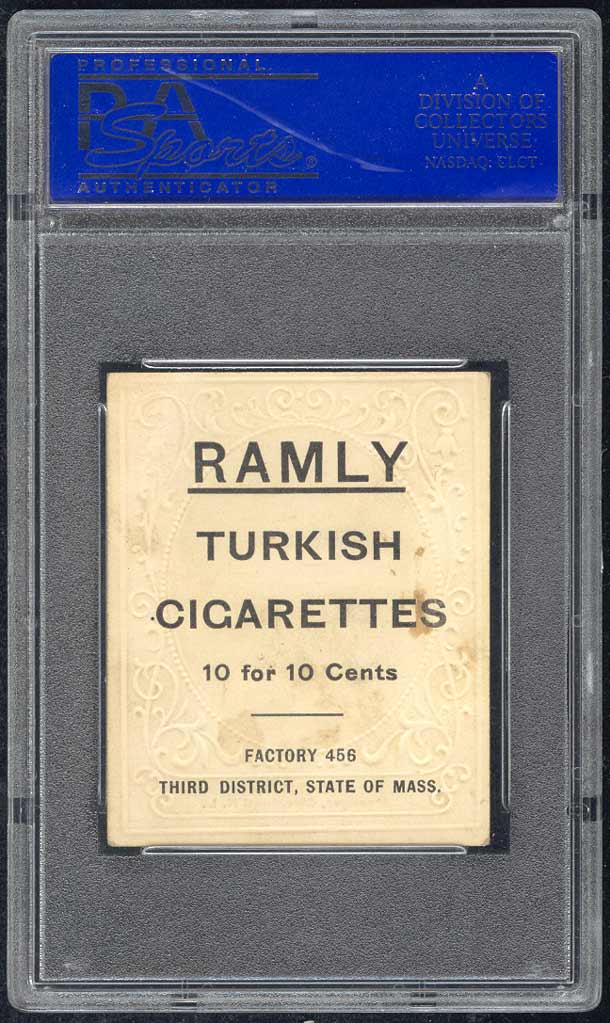 PROFESSIONAL
PSA
Sports®
AUTHENTICATOR
A
DIVISION OF
COLLECTORS
UNIVERSE
NASDAQ: CLCT
RAMLY
TURKISH
CIGARETTES
10 for 10 Cents
FACTORY 456
THIRD DISTRICT, STATE OF MASS.